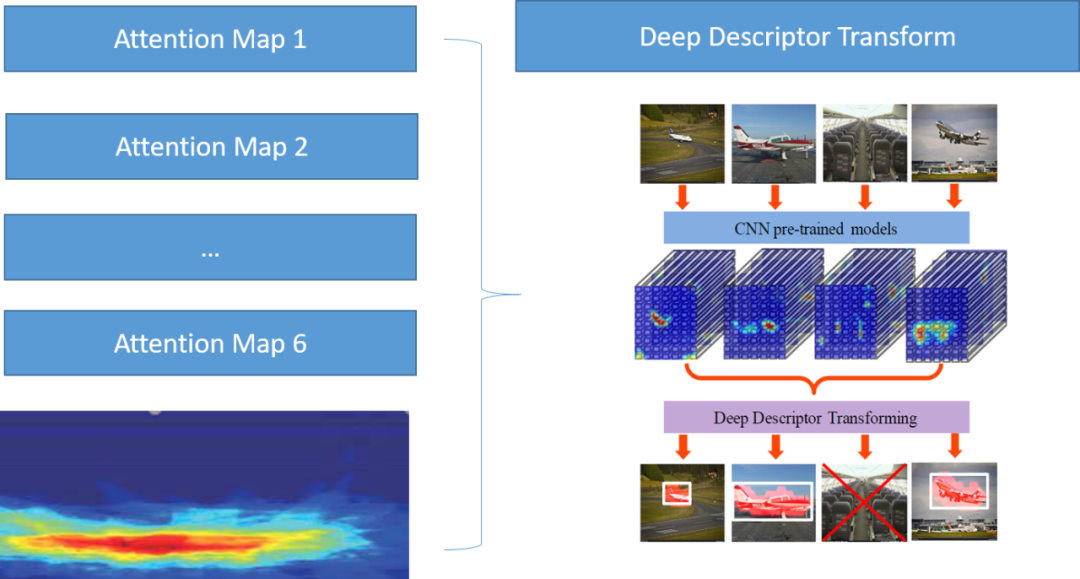 Attention Map 1
Attention Map 2
...
Attention Map 6
Deep Descriptor Transform
CNN pre-trained models
Deep Descriptor Transforming